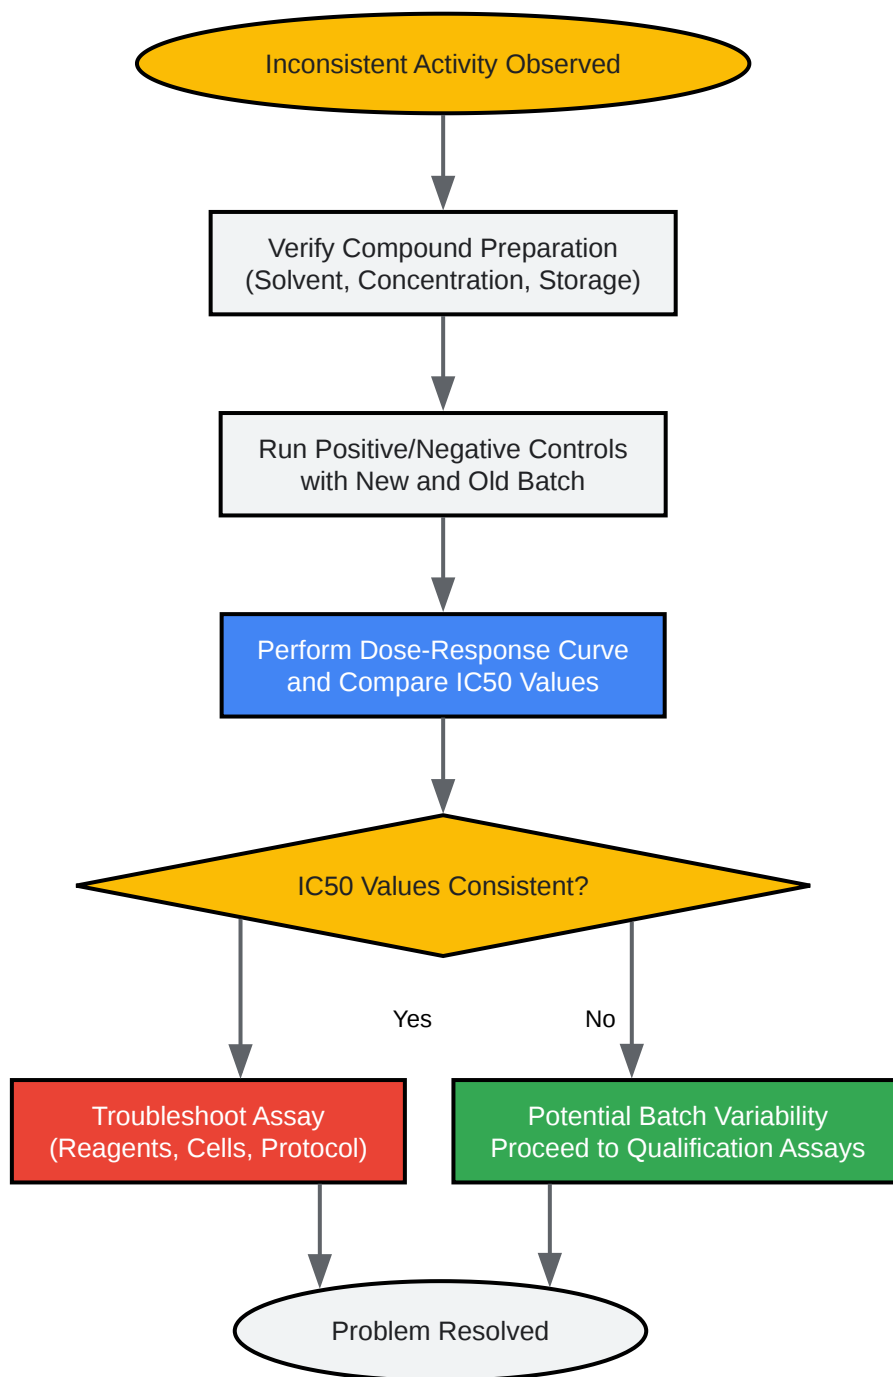 Inconsistent Activity Observed
Verify Compound Preparation
(Solvent, Concentration, Storage)
Run Positive/Negative Controls
with New and Old Batch
Perform Dose-Response Curve
and Compare IC50 Values
IC50 Values Consistent?
Yes
No
Troubleshoot Assay
(Reagents, Cells, Protocol)
Potential Batch Variability
Proceed to Qualification Assays
Problem Resolved